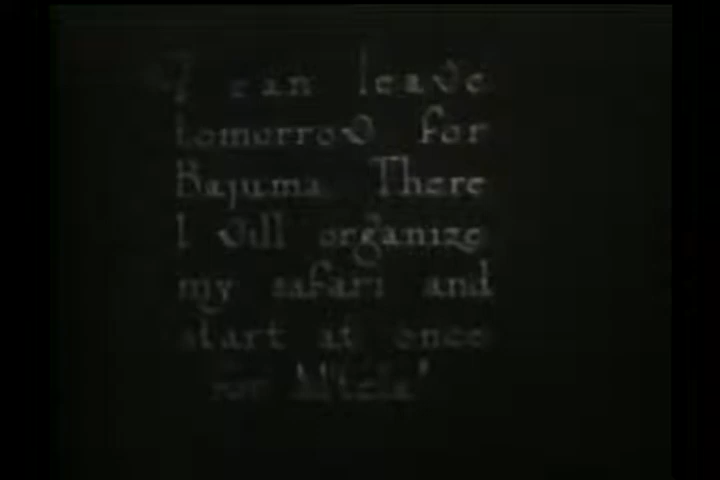 "I can leave
tomorrow for
Bajuma. There
I will organize
my safari and
start at once
for